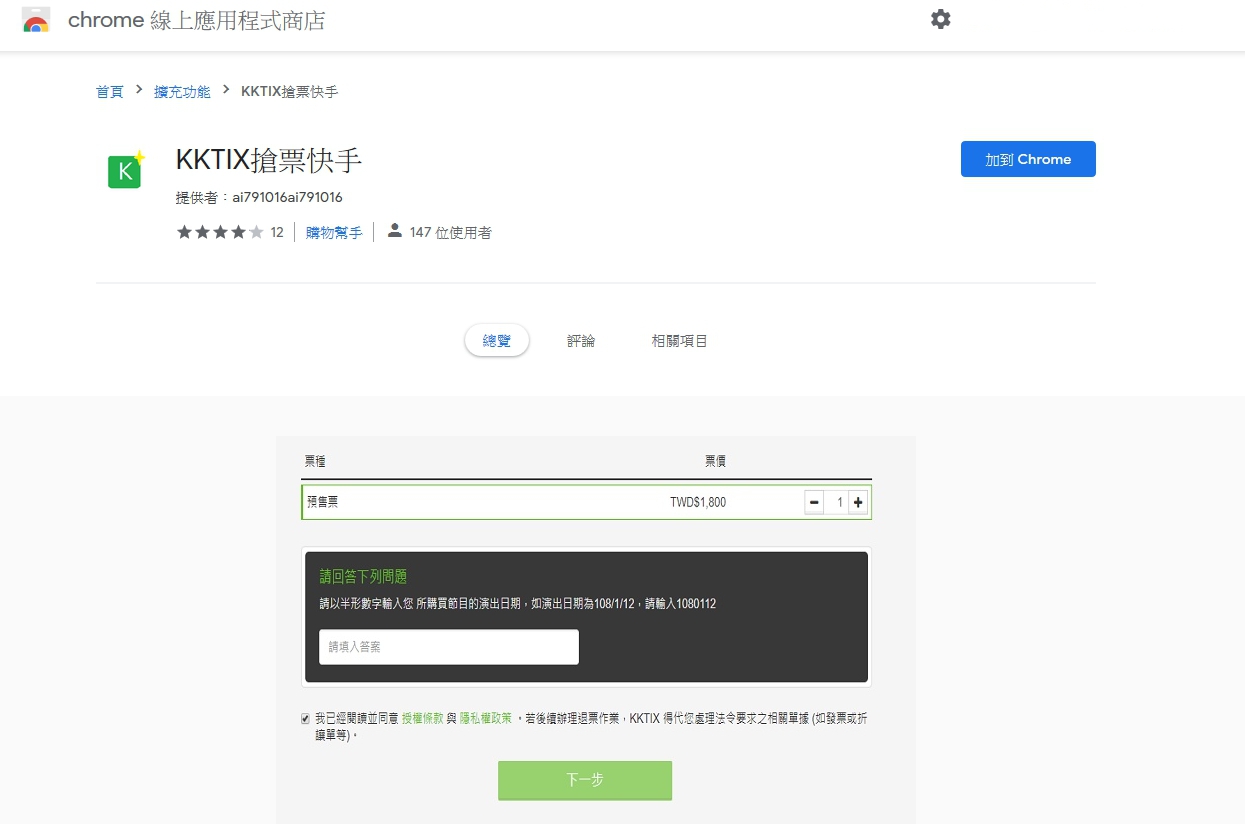 chrome 線上應用程式商店
首頁 > 擴充功能 > KKTIX搶票快手
K
KKTIX搶票快手
加到 Chrome
提供者：ai791016ai791016
12 購物幫手 147 位使用者
總覽 評論 相關項目
票種 票價
預售票 TWD$1,800 1
請回答下列問題
請以半形數字輸入您 所購買節目的演出日期，如演出日期為108/1/12，請輸入1080112
請填入答案
我已經閱讀並同意 授權條款 與 隱私權政策 。若後續辦理退票作業，KKTIX 得代您處理法令要求之相關單據 (如發票或折
讓單等)。
下一步